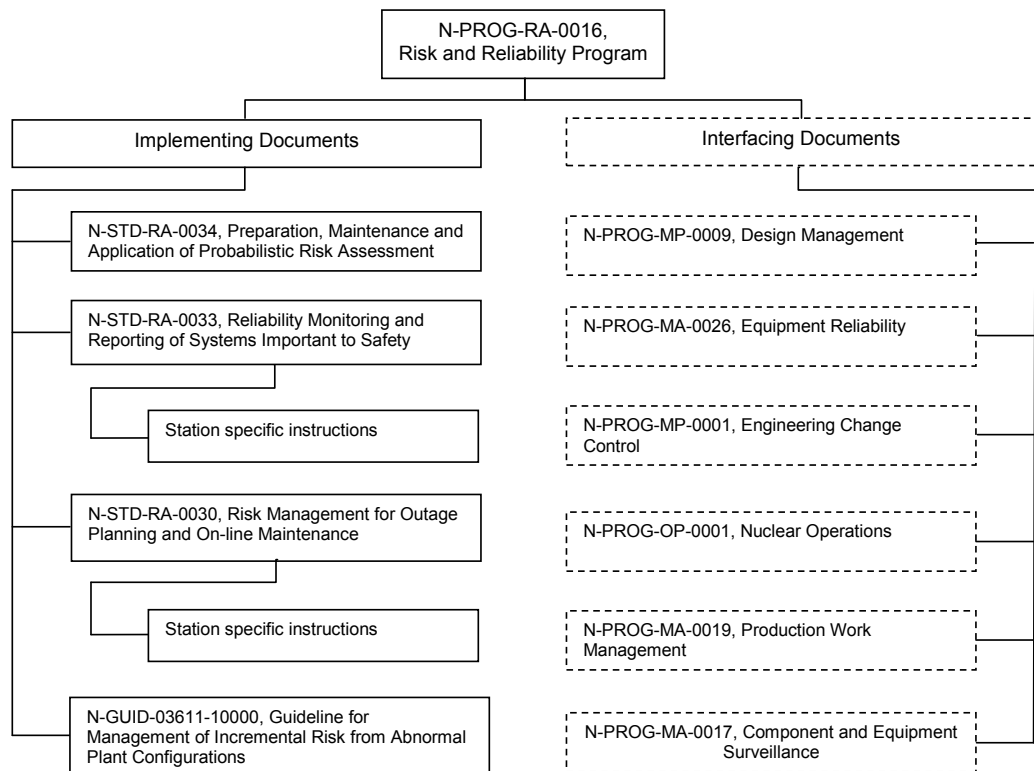 N-PROG-RA-0016,
Risk and Reliability Program
Implementing Documents
N-STD-RA-0034, Preparation, Maintenance and
Application of Probabilistic Risk Assessment
N-STD-RA-0033, Reliability Monitoring and
Reporting of Systems Important to Safety
Station specific instructions
N-STD-RA-0030, Risk Management for Outage
Planning and On-line Maintenance
Station specific instructions
N-GUID-03611-10000, Guideline for
Management of Incremental Risk from Abnormal
Plant Configurations
Interfacing Documents
N-PROG-MP-0009, Design Management
N-PROG-MA-0026, Equipment Reliability
N-PROG-MP-0001, Engineering Change
Control
N-PROG-OP-0001, Nuclear Operations
N-PROG-MA-0019, Production Work
Management
N-PROG-MA-0017, Component and Equipment
Surveillance